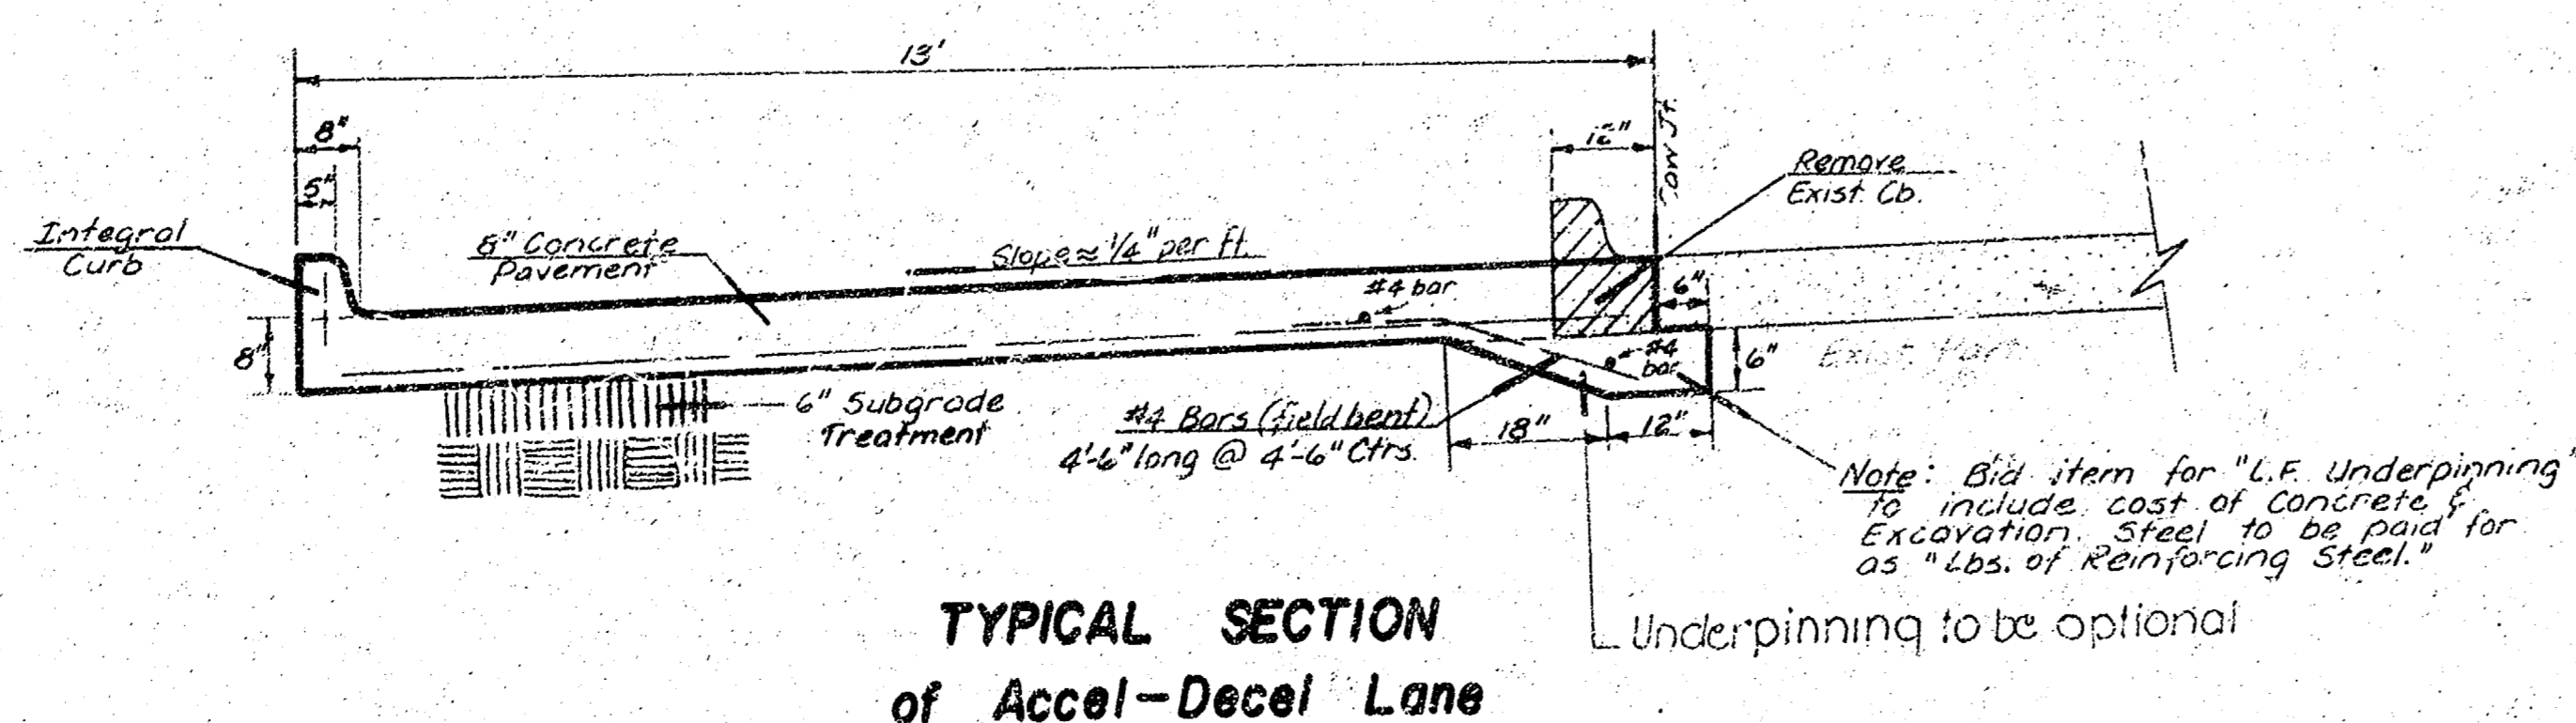 13'
8"
12"
CON JT.
5"
Remove
Exist. Cb.
Integral
Curb
8" Concrete
Pavement
Slope ≈ 1/4" per ft.
#4 bar
6"
8"
#4
bar
6"
Exist.
6" Subgrade
Treatment
#4 Bars (field bent)
4'-6" long @ 4'-6" Ctrs.
18"
12"
Note: Bid item for "L.F. Underpinning"
to include cost of Concrete &
Excavation. Steel to be paid for
as "Lbs. of Reinforcing Steel."
Underpinning to be optional
TYPICAL SECTION
of Accel-Decel Lane